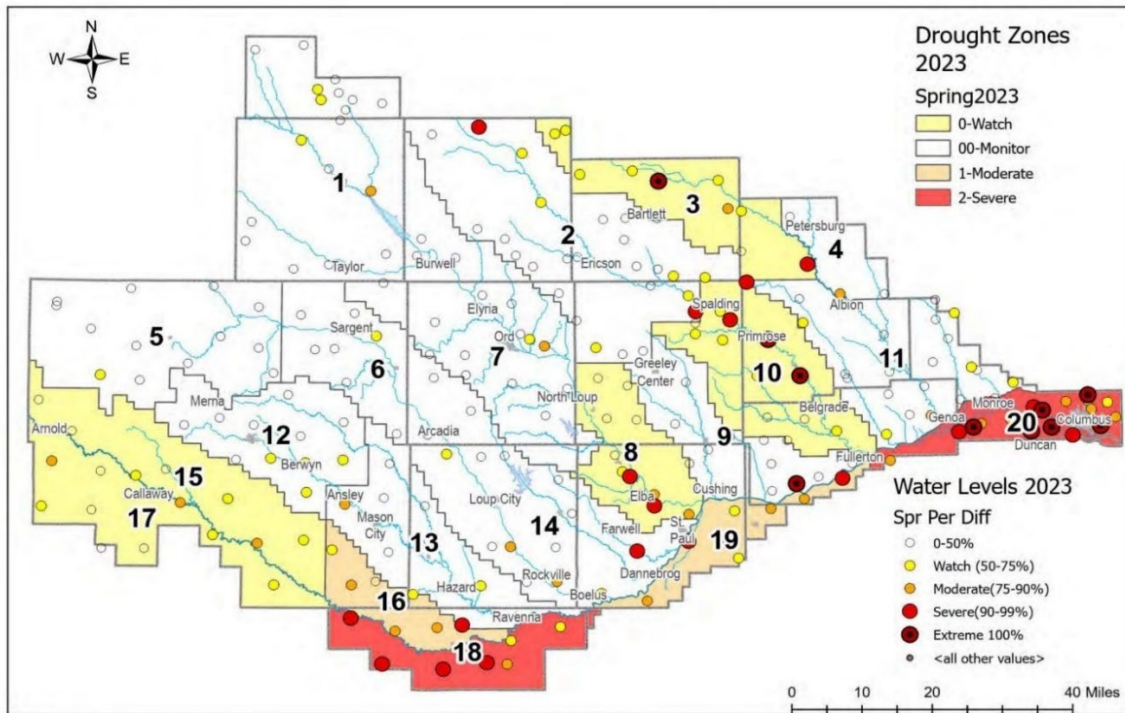 N
W E
S
Drought Zones
2023
Spring2023
0-Watch
00-Monitor
1-Moderate
2-Severe
1
3
Bartlett
Petersburg
4
2
Taylor
Burwell
Ericson
Albion
Elyria
Spalding
5
Sargent
Ord
Primrose
7
6
Greeley
Center
10
11
Merna
North Loup
Belgrade
Monroe
Genoa
20
Columbus
Duncan
Arnold
12
Arcadia
9
8
Berwyn
Fullerton
15
Callaway
Ansley
Loup City
Elba
Cushing
17
Mason
City
14
Farwell
St.
Paul
19
13
Rockville
Dannebrog
Hazard
Boelus
16
Ravenna
18
Water Levels 2023
Spr Per Diff
0-50%
Watch (50-75%)
Moderate(75-90%)
Severe(90-99%)
Extreme 100%
<all other values>
0 10 20 40 Miles